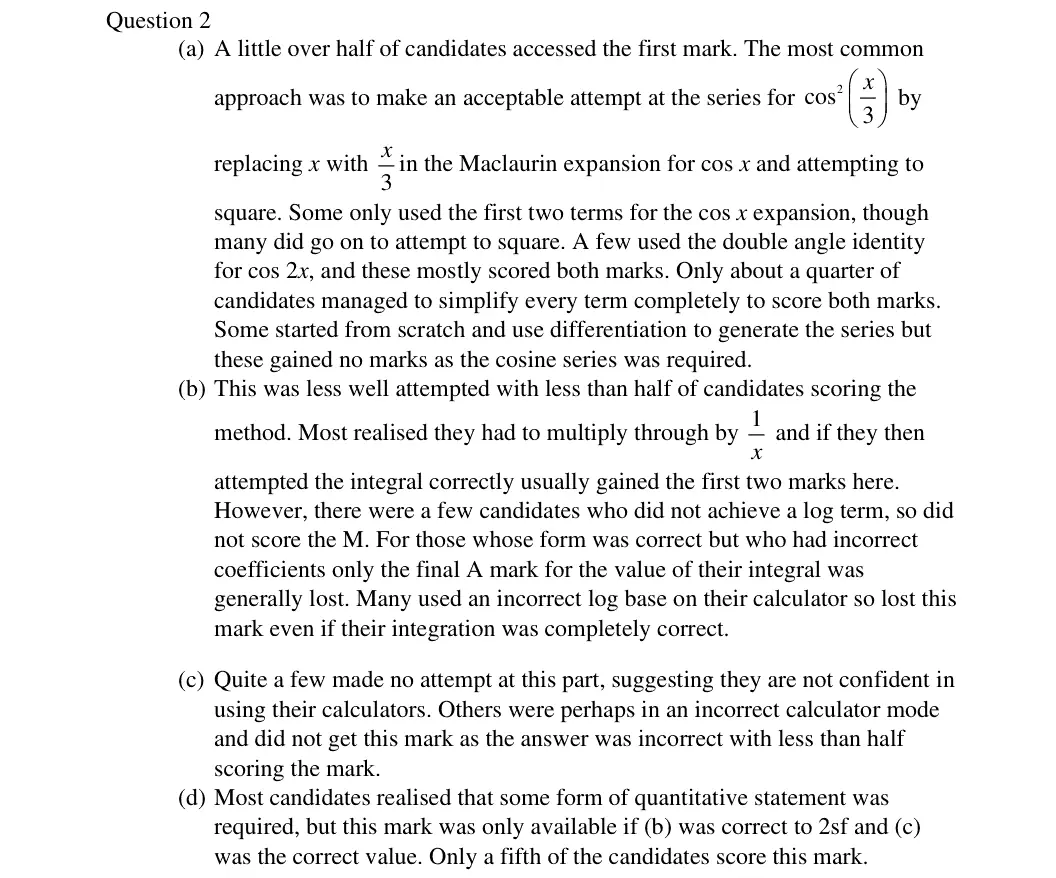 Question 2
(a) A little over half of candidates accessed the first mark. The most common
approach was to make an acceptable attempt at the series for cos²(x/3) by
replacing x with x/3 in the Maclaurin expansion for cos x and attempting to
square. Some only used the first two terms for the cos x expansion, though
many did go on to attempt to square. A few used the double angle identity
for cos 2x, and these mostly scored both marks. Only about a quarter of
candidates managed to simplify every term completely to score both marks.
Some started from scratch and use differentiation to generate the series but
these gained no marks as the cosine series was required.
(b) This was less well attempted with less than half of candidates scoring the
method. Most realised they had to multiply through by 1/x and if they then
attempted the integral correctly usually gained the first two marks here.
However, there were a few candidates who did not achieve a log term, so did
not score the M. For those whose form was correct but who had incorrect
coefficients only the final A mark for the value of their integral was
generally lost. Many used an incorrect log base on their calculator so lost this
mark even if their integration was completely correct.
(c) Quite a few made no attempt at this part, suggesting they are not confident in
using their calculators. Others were perhaps in an incorrect calculator mode
and did not get this mark as the answer was incorrect with less than half
scoring the mark.
(d) Most candidates realised that some form of quantitative statement was
required, but this mark was only available if (b) was correct to 2sf and (c)
was the correct value. Only a fifth of the candidates score this mark.